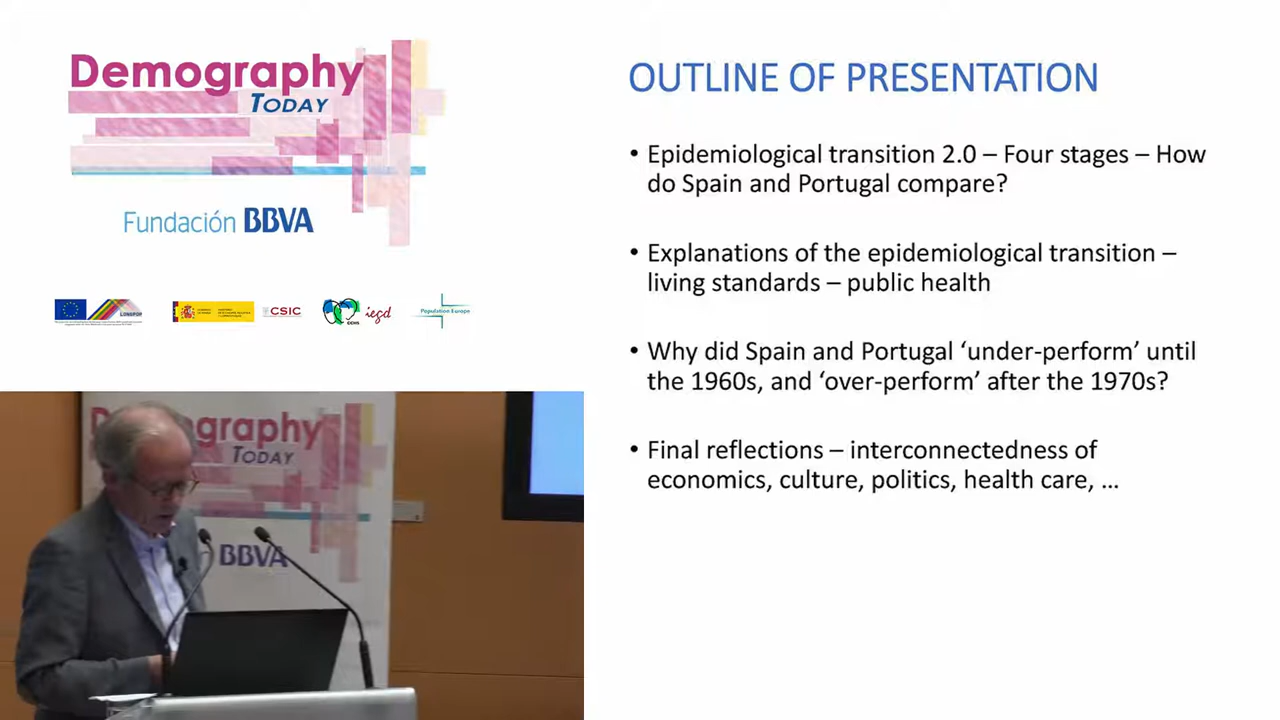 Demography
TODAY
Fundación BBVA
LONGPOP
CSIC
iegd
Population Europe
OUTLINE OF PRESENTATION
• Epidemiological transition 2.0 – Four stages – How
do Spain and Portugal compare?
• Explanations of the epidemiological transition –
living standards – public health
• Why did Spain and Portugal ‘under-perform’ until
the 1960s, and ‘over-perform’ after the 1970s?
• Final reflections – interconnectedness of
economics, culture, politics, health care, ...
graphy
TODAY
BBVA